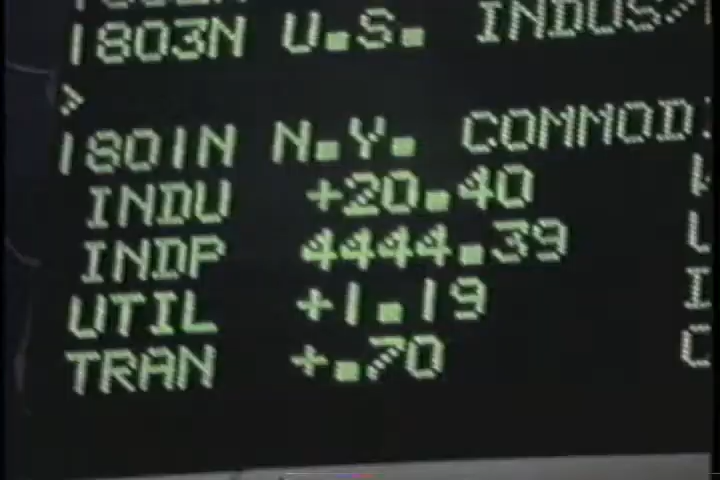 1803N U.S. INDUS
1801N N.Y. COMMOD
INDU +20.40
INDP 4444.39
UTIL +1.19
TRAN +.70